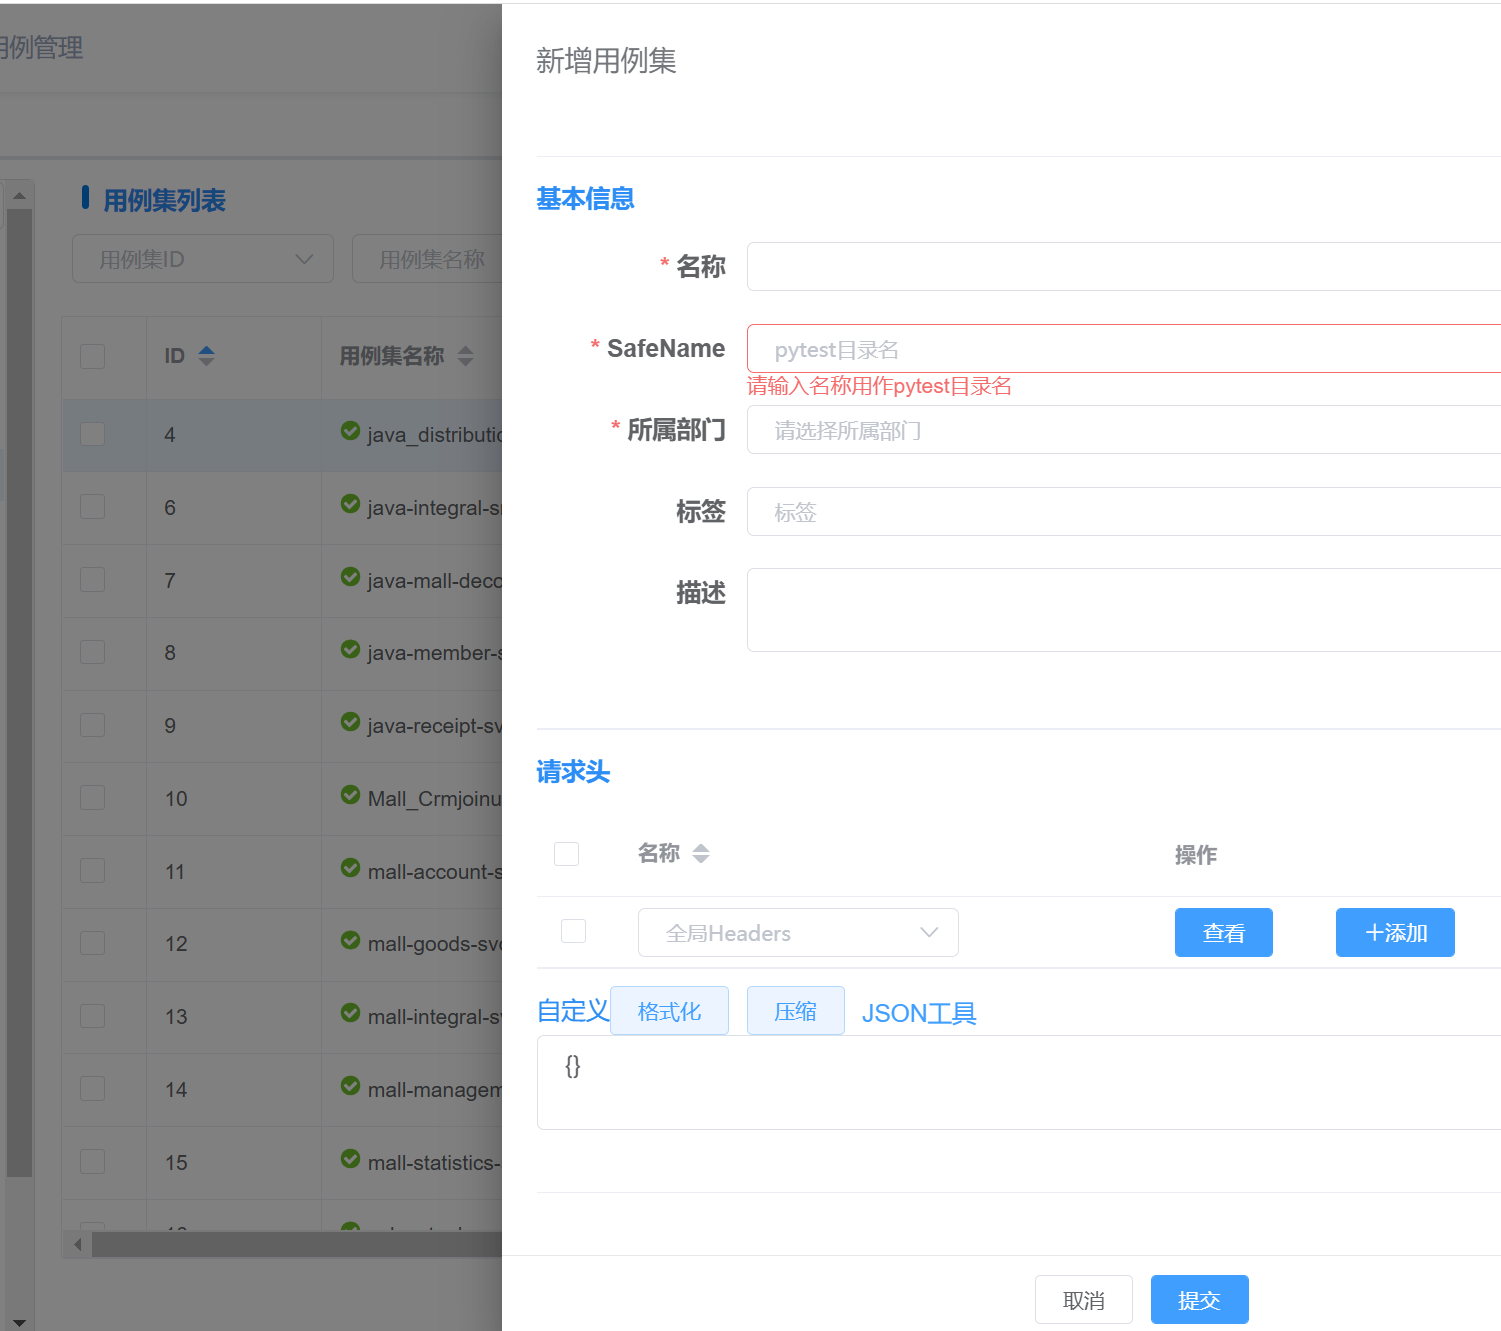 用例管理
用例集列表
用例集ID
用例集名称
ID
用例集名称
4
java_distributio
6
java-integral-s
7
java-mall-deco
8
java-member-s
9
java-receipt-sv
10
Mall_Crmjoinu
11
mall-account-s
12
mall-goods-svc
13
mall-integral-sv
14
mall-managem
15
mall-statistics-
新增用例集
基本信息
* 名称
* SafeName
pytest目录名
请输入名称用作pytest目录名
* 所属部门
请选择所属部门
标签
标签
描述
请求头
名称
操作
全局Headers
查看
＋添加
自定义
格式化
压缩
JSON工具
{}
取消
提交